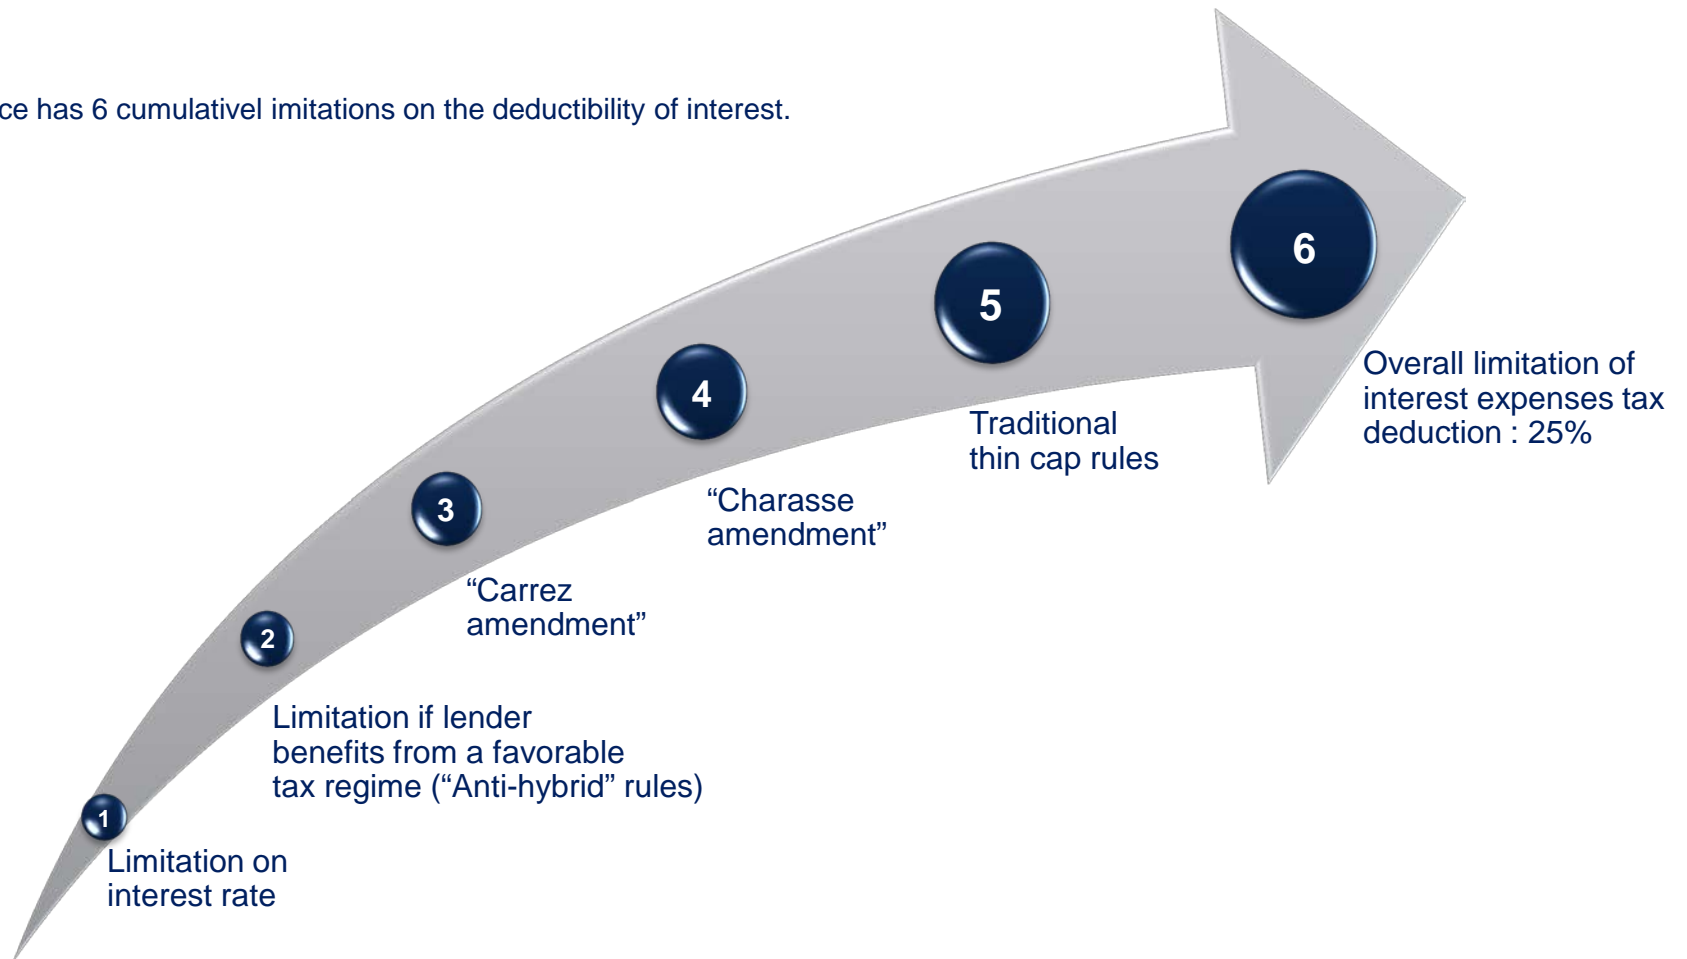 ce has 6 cumulativel imitations on the deductibility of interest.
6
5
4
3
2
1
Overall limitation of
interest expenses tax
deduction : 25%
Traditional
thin cap rules
“Charasse
amendment”
“Carrez
amendment”
Limitation if lender
benefits from a favorable
tax regime (“Anti-hybrid” rules)
Limitation on
interest rate